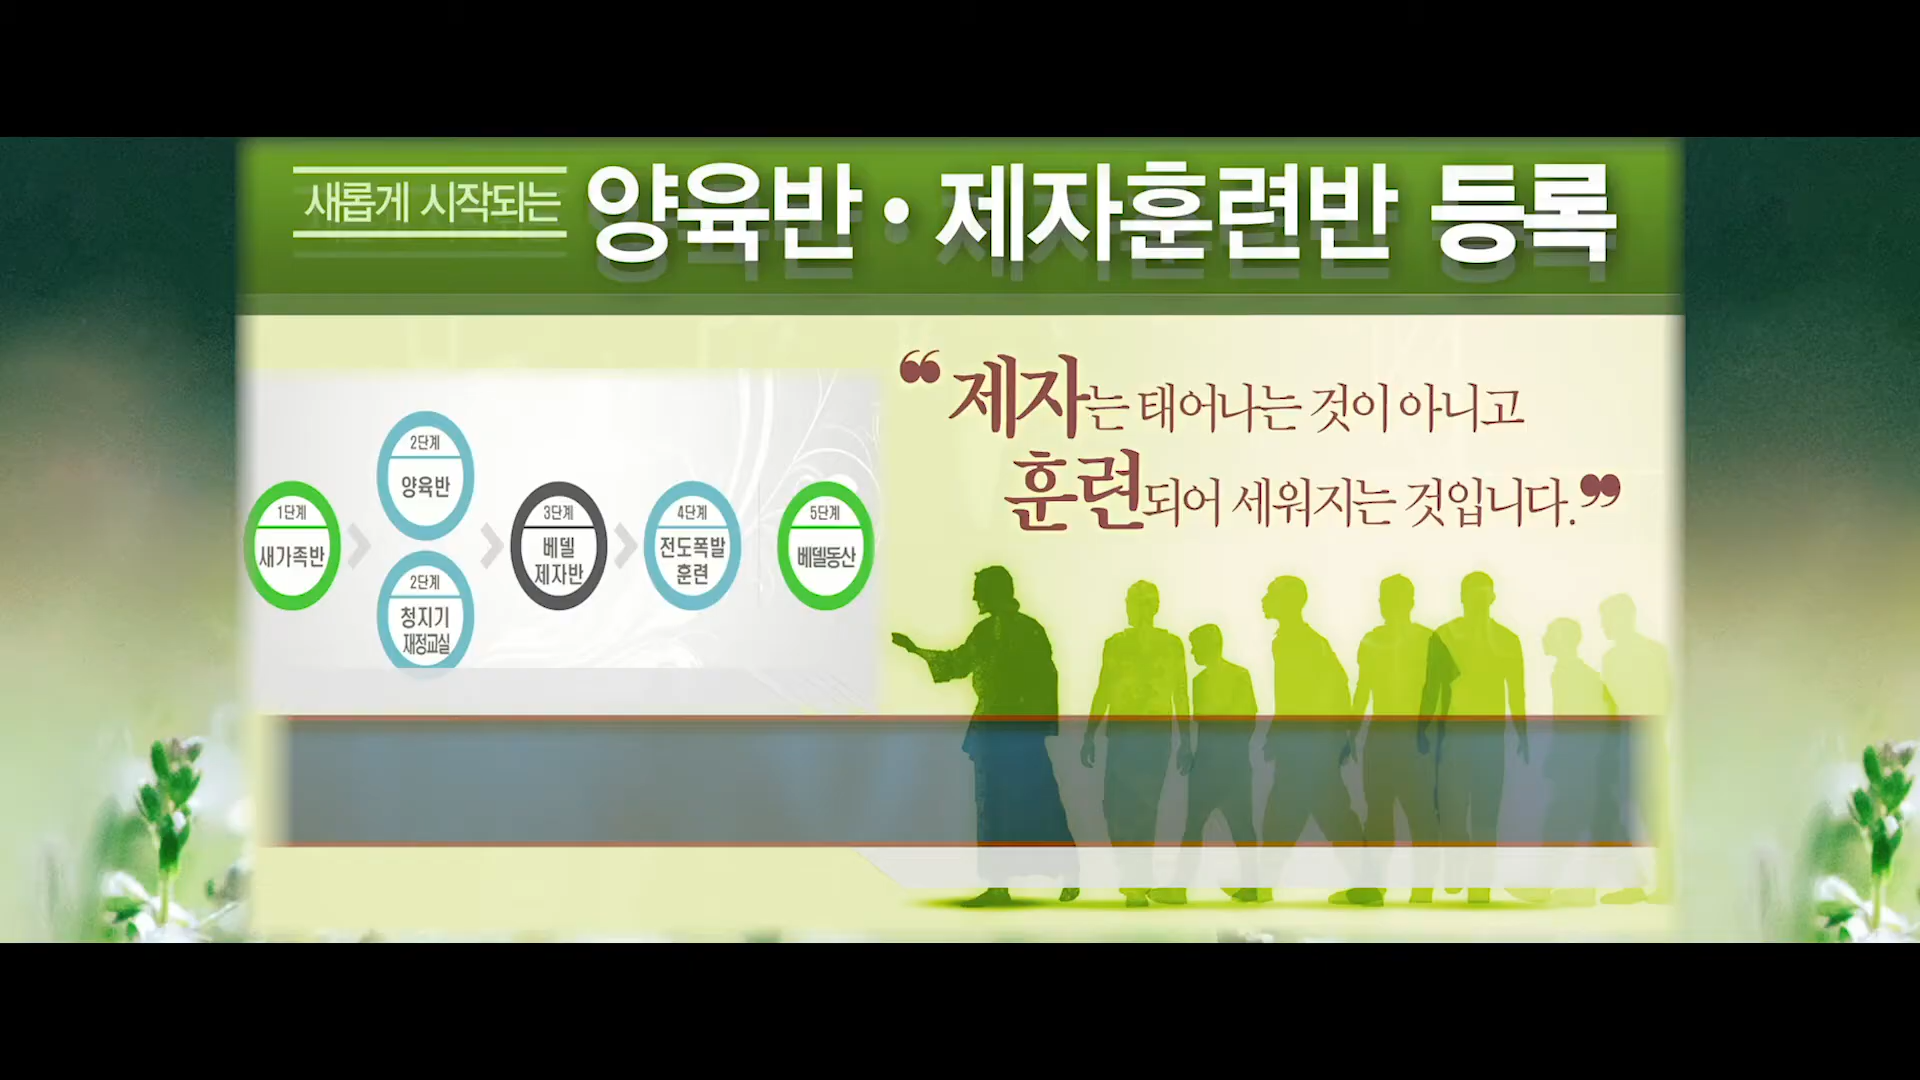 새롭게 시작되는 양육반·제자훈련반 등록
“제자는 태어나는 것이 아니고
훈련되어 세워지는 것입니다.”
1단계
새가족반
2단계
양육반
2단계
청지기
재정교실
3단계
베델
제자반
4단계
전도폭발
훈련
5단계
베델동산